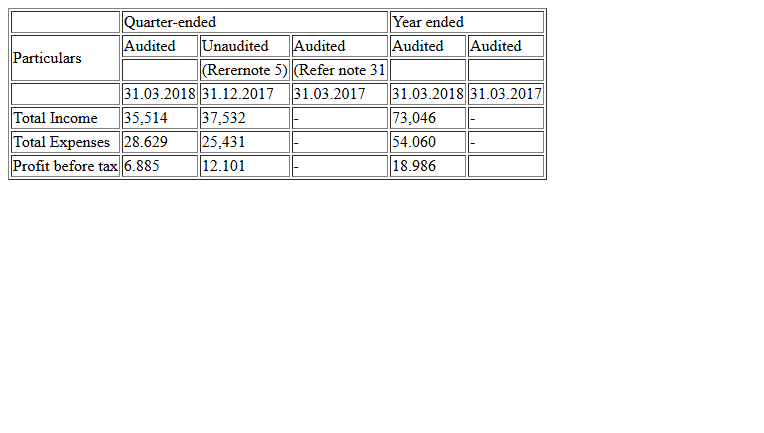 Quarter-ended Year ended
Particulars Audited Unaudited Audited Audited Audited
(Rerernote 5) (Refer note 31
31.03.2018 31.12.2017 31.03.2017 31.03.2018 31.03.2017
Total Income 35,514 37,532 - 73,046 -
Total Expenses 28.629 25,431 - 54.060 -
Profit before tax 6.885 12.101 - 18.986